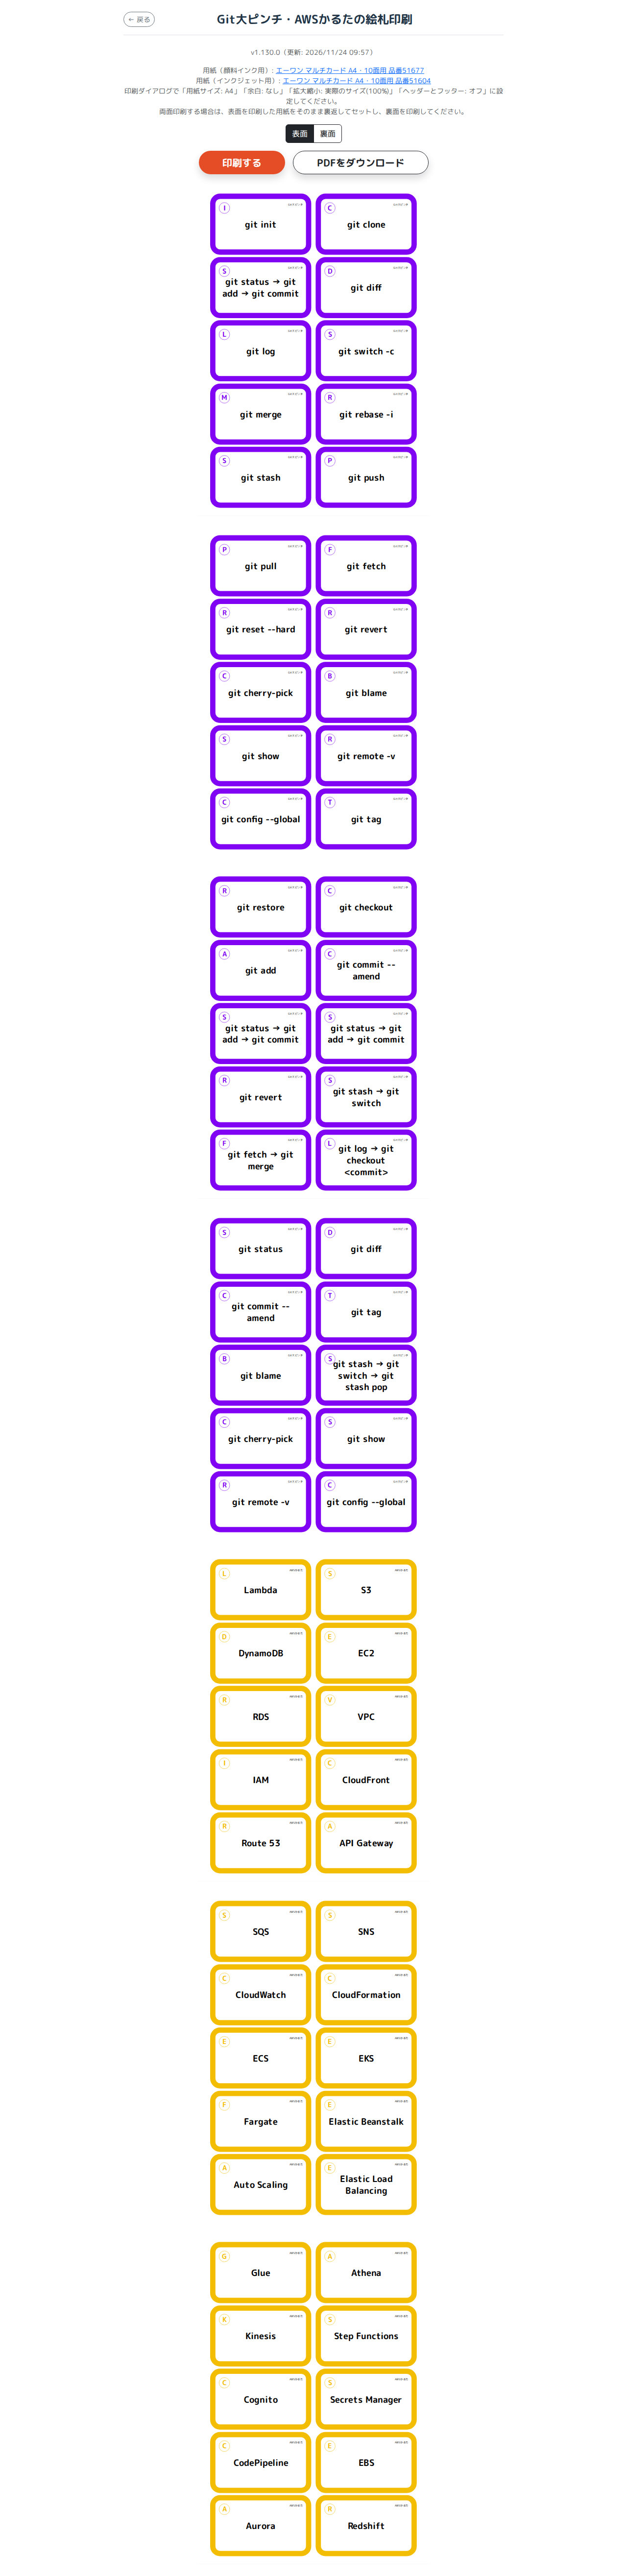 ← 戻る
Git大ピンチ・AWSかるたの絵札印刷
v1.130.0（更新: 2026/11/24 09:57）
用紙（顔料インク用）: エーワン マルチカード A4・10面用 品番51677
用紙（インクジェット用）: エーワン マルチカード A4・10面用 品番51604
印刷ダイアログで「用紙サイズ: A4」「余白: なし」「拡大縮小: 実際のサイズ(100%)」「ヘッダーとフッター: オフ」に設
定してください。
両面印刷する場合は、表面を印刷した用紙をそのまま裏返してセットし、裏面を印刷してください。
表面 裏面
印刷する PDFをダウンロード
I
git init
C
git clone
S
git status → git
add → git commit
D
git diff
L
git log
S
git switch -c
M
git merge
R
git rebase -i
S
git stash
P
git push
P
git pull
F
git fetch
R
git reset --hard
R
git revert
C
git cherry-pick
B
git blame
S
git show
R
git remote -v
C
git config --global
T
git tag
R
git restore
C
git checkout
A
git add
C
git commit --
amend
S
git status → git
add → git commit
S
git status → git
add → git commit
R
git revert
S
git stash → git
switch
F
git fetch → git
merge
L
git log → git
checkout
<commit>
S
git status
D
git diff
C
git commit --
amend
T
git tag
B
git blame
S
git stash → git
switch → git
stash pop
C
git cherry-pick
S
git show
R
git remote -v
C
git config --global
L
Lambda
S
S3
D
DynamoDB
E
EC2
R
RDS
V
VPC
I
IAM
C
CloudFront
R
Route 53
A
API Gateway
S
SQS
S
SNS
C
CloudWatch
C
CloudFormation
E
ECS
E
EKS
F
Fargate
E
Elastic Beanstalk
A
Auto Scaling
E
Elastic Load
Balancing
G
Glue
A
Athena
K
Kinesis
S
Step Functions
C
Cognito
S
Secrets Manager
C
CodePipeline
E
EBS
A
Aurora
R
Redshift